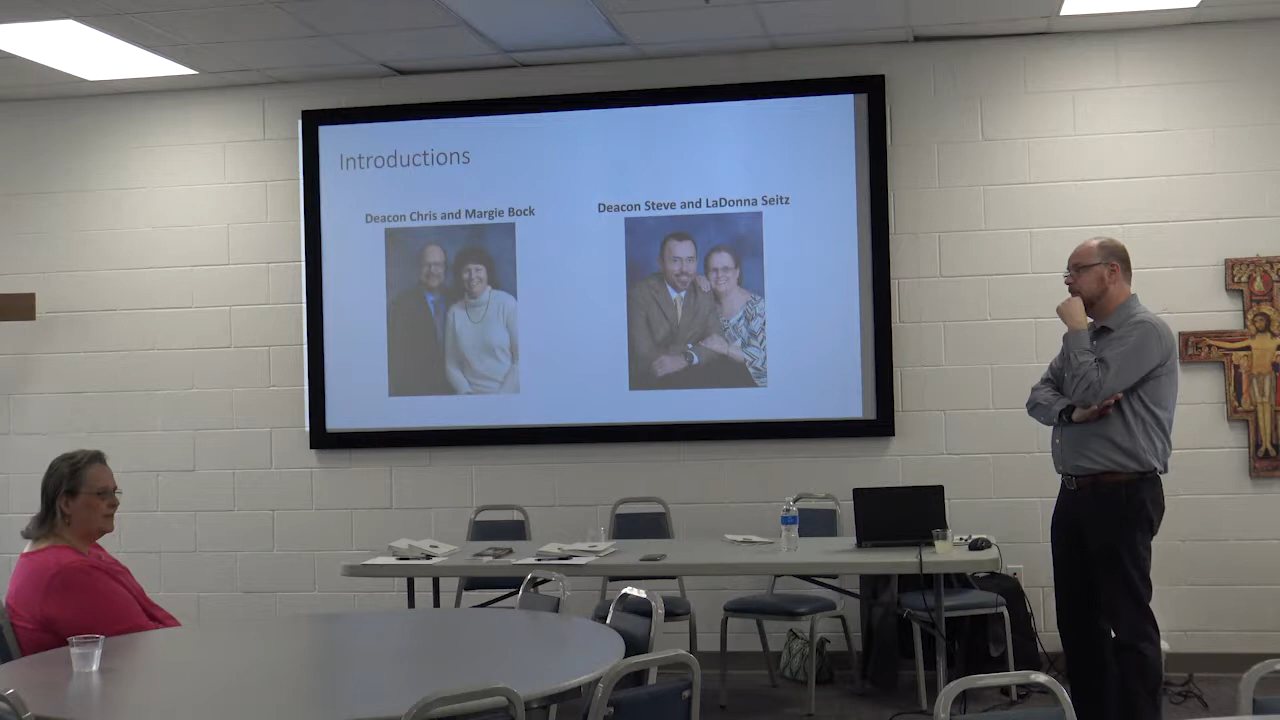 Introductions
Deacon Chris and Margie Bock
Deacon Steve and LaDonna Seitz